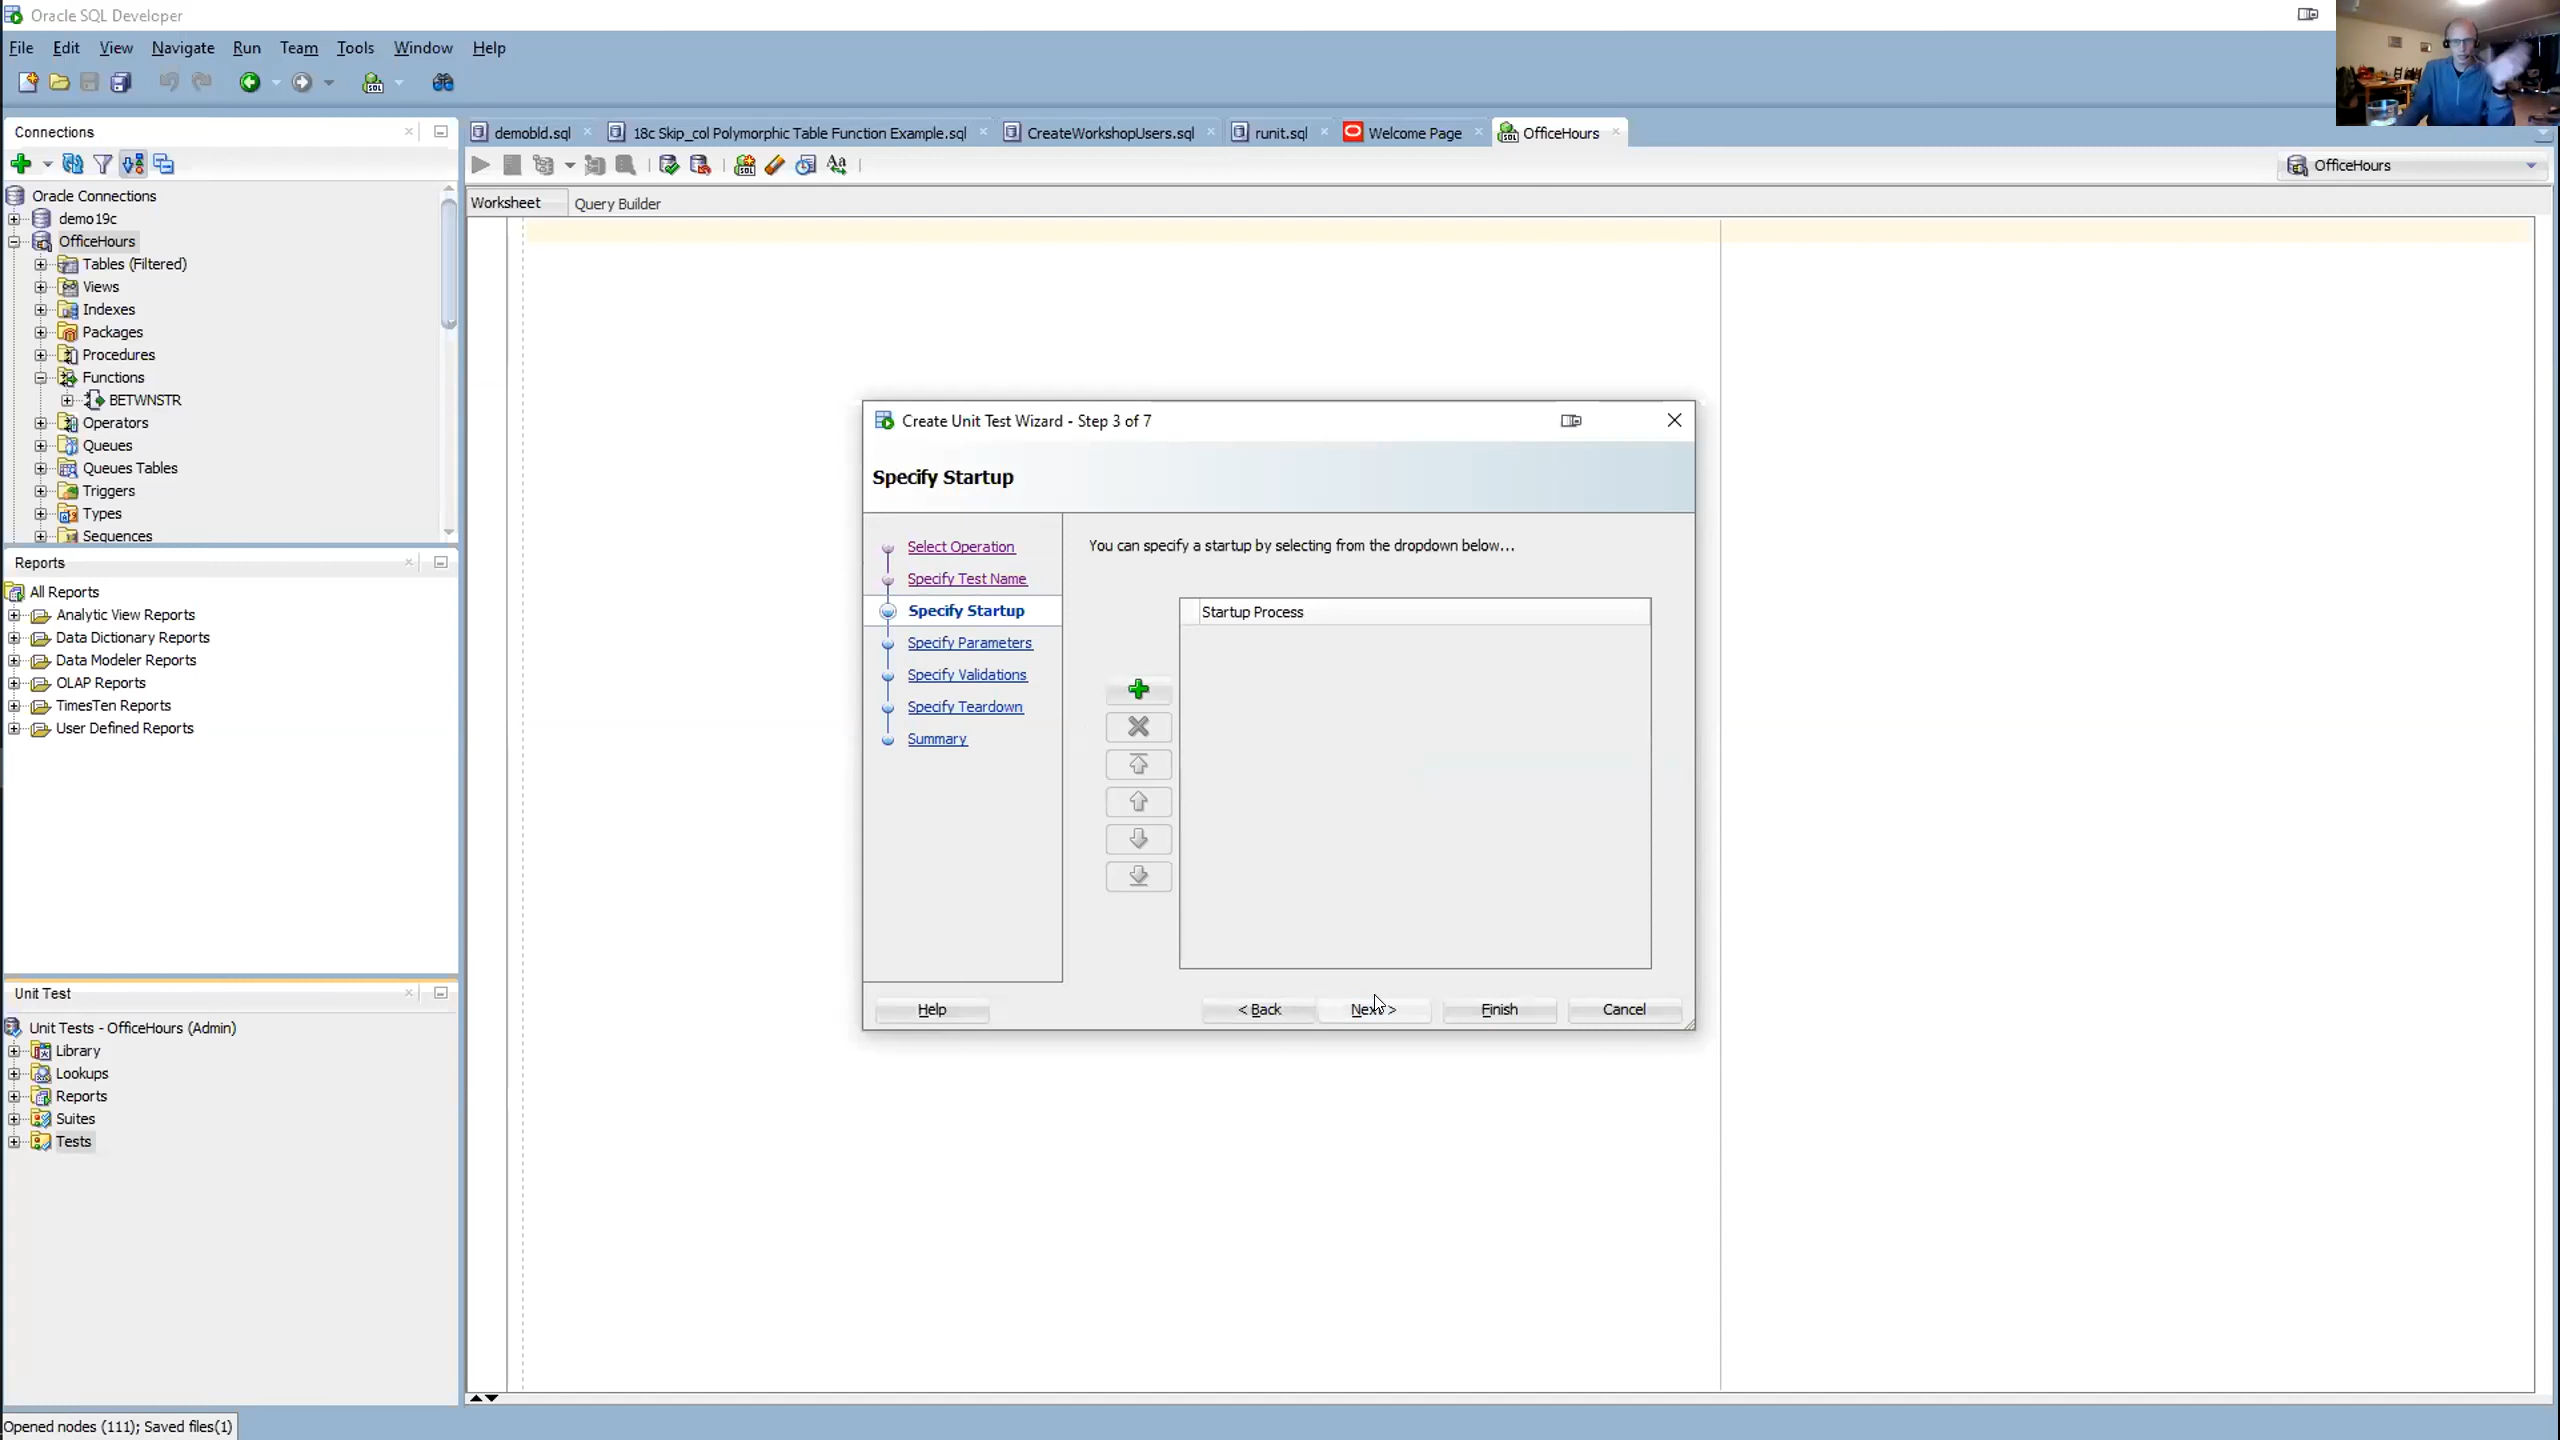 Oracle SQL Developer
File Edit View Navigate Run Team Tools Window Help
Connections
demobld.sql 18c Skip_col Polymorphic Table Function Example.sql CreateWorkshopUsers.sql runit.sql Welcome Page OfficeHours
OfficeHours
Worksheet Query Builder
Oracle Connections
demo19c
OfficeHours
Tables (Filtered)
Views
Indexes
Packages
Procedures
Functions
BETWNSTR
Operators
Queues
Queues Tables
Triggers
Types
Sequences
Reports
All Reports
Analytic View Reports
Data Dictionary Reports
Data Modeler Reports
OLAP Reports
TimesTen Reports
User Defined Reports
Unit Test
Unit Tests - OfficeHours (Admin)
Library
Lookups
Reports
Suites
Tests
Opened nodes (111); Saved files(1)
Create Unit Test Wizard - Step 3 of 7
Specify Startup
Select Operation
Specify Test Name
Specify Startup
Specify Parameters
Specify Validations
Specify Teardown
Summary
You can specify a startup by selecting from the dropdown below...
Startup Process
Help < Back Next > Finish Cancel